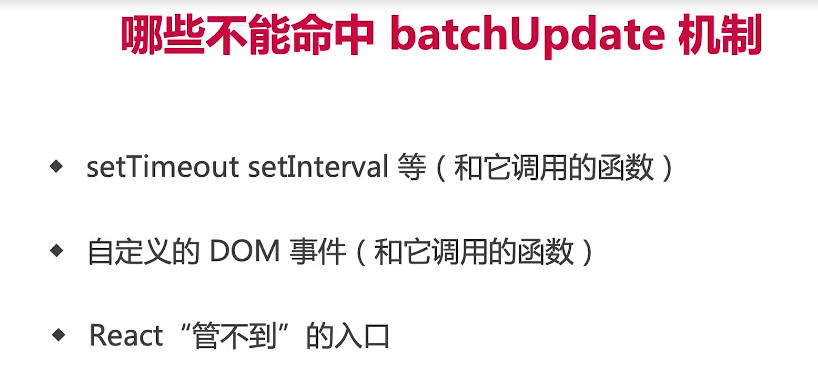 哪些不能命中 batchUpdate 机制
◆ setTimeout setInterval 等（和它调用的函数）
◆ 自定义的 DOM 事件（和它调用的函数）
◆ React“管不到”的入口